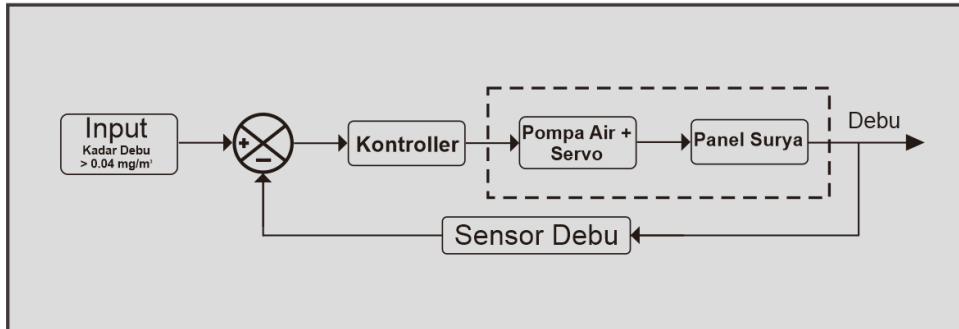 Input
Kadar Debu
> 0.04 mg/m³
+
−
Kontroller
Pompa Air +
Servo
Panel Surya
Debu
Sensor Debu